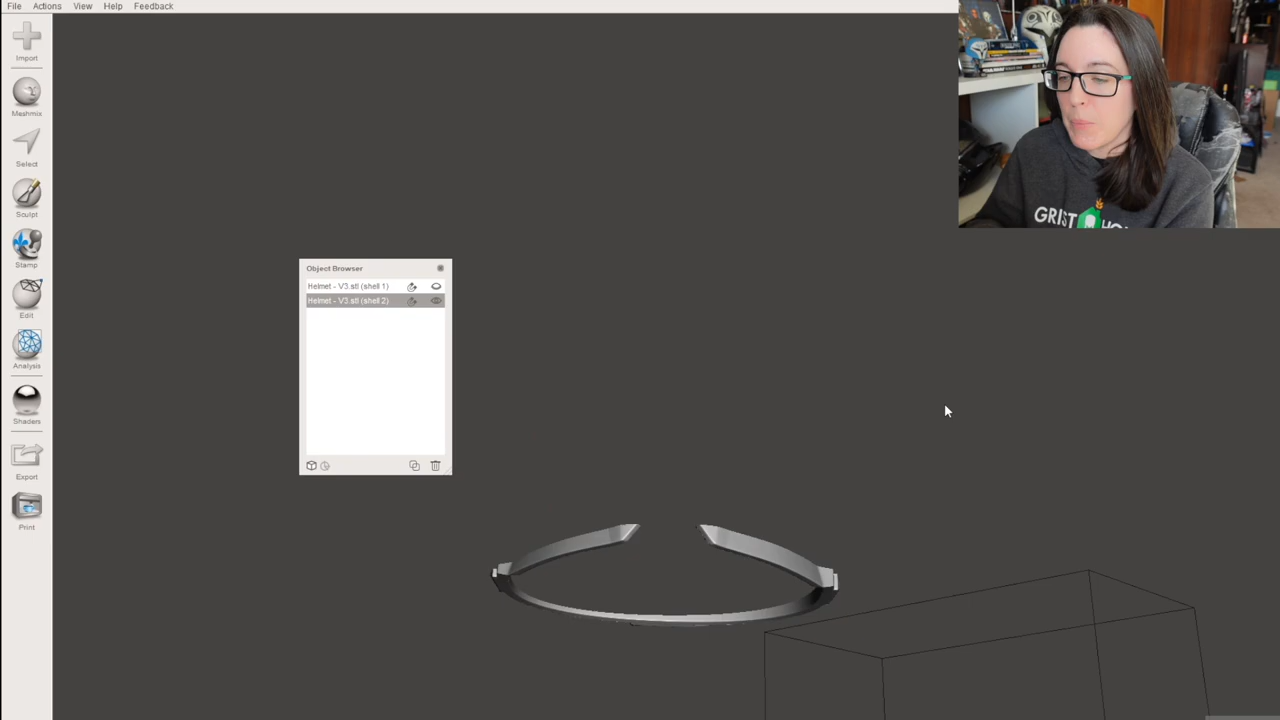 File Actions View Help Feedback
Import
Meshmix
Select
Sculpt
Stamp
Edit
Analysis
Shaders
Export
Print
Object Browser
Helmet - V3.stl (shell 1)
Helmet - V3.stl (shell 2)
GRIST